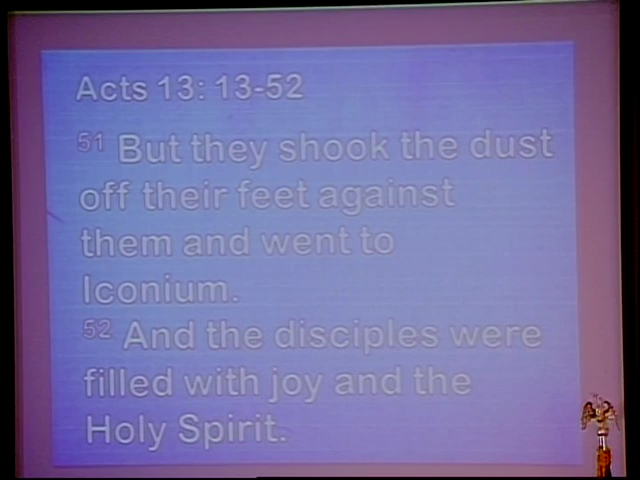 Acts 13: 13-52
51 But they shook the dust
off their feet against
them and went to
Iconium.
52 And the disciples were
filled with joy and the
Holy Spirit.